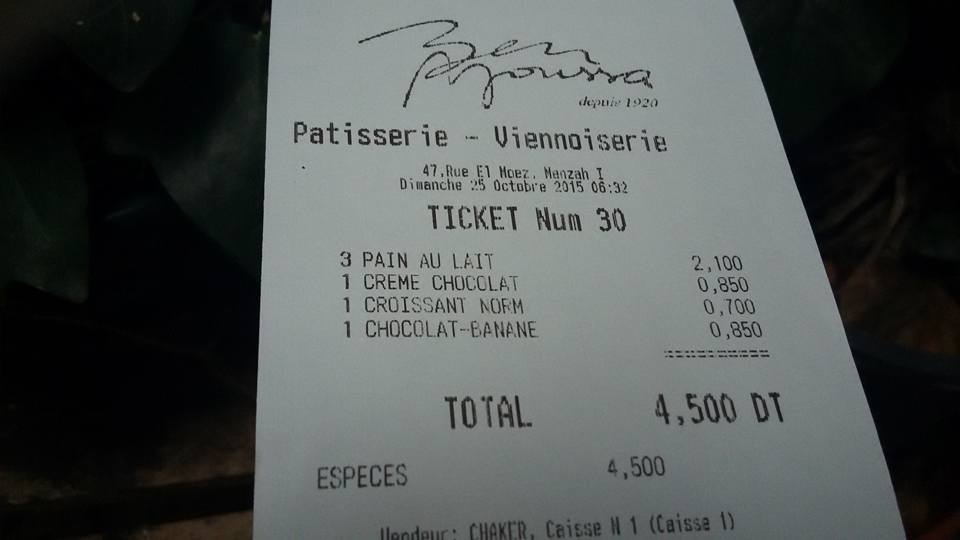 Ben Youssa
depuis 1920
Patisserie - Viennoiserie
47,Rue El Moez. Menzah I
Dimanche 25 Octobre 2015 06:32
TICKET Num 30
3 PAIN AU LAIT 2,100
1 CREME CHOCOLAT 0,850
1 CROISSANT NORM 0,700
1 CHOCOLAT-BANANE 0,850
TOTAL 4,500 DT
ESPECES 4,500
Vendeur: CHAKER, Caisse N 1 (Caisse 1)